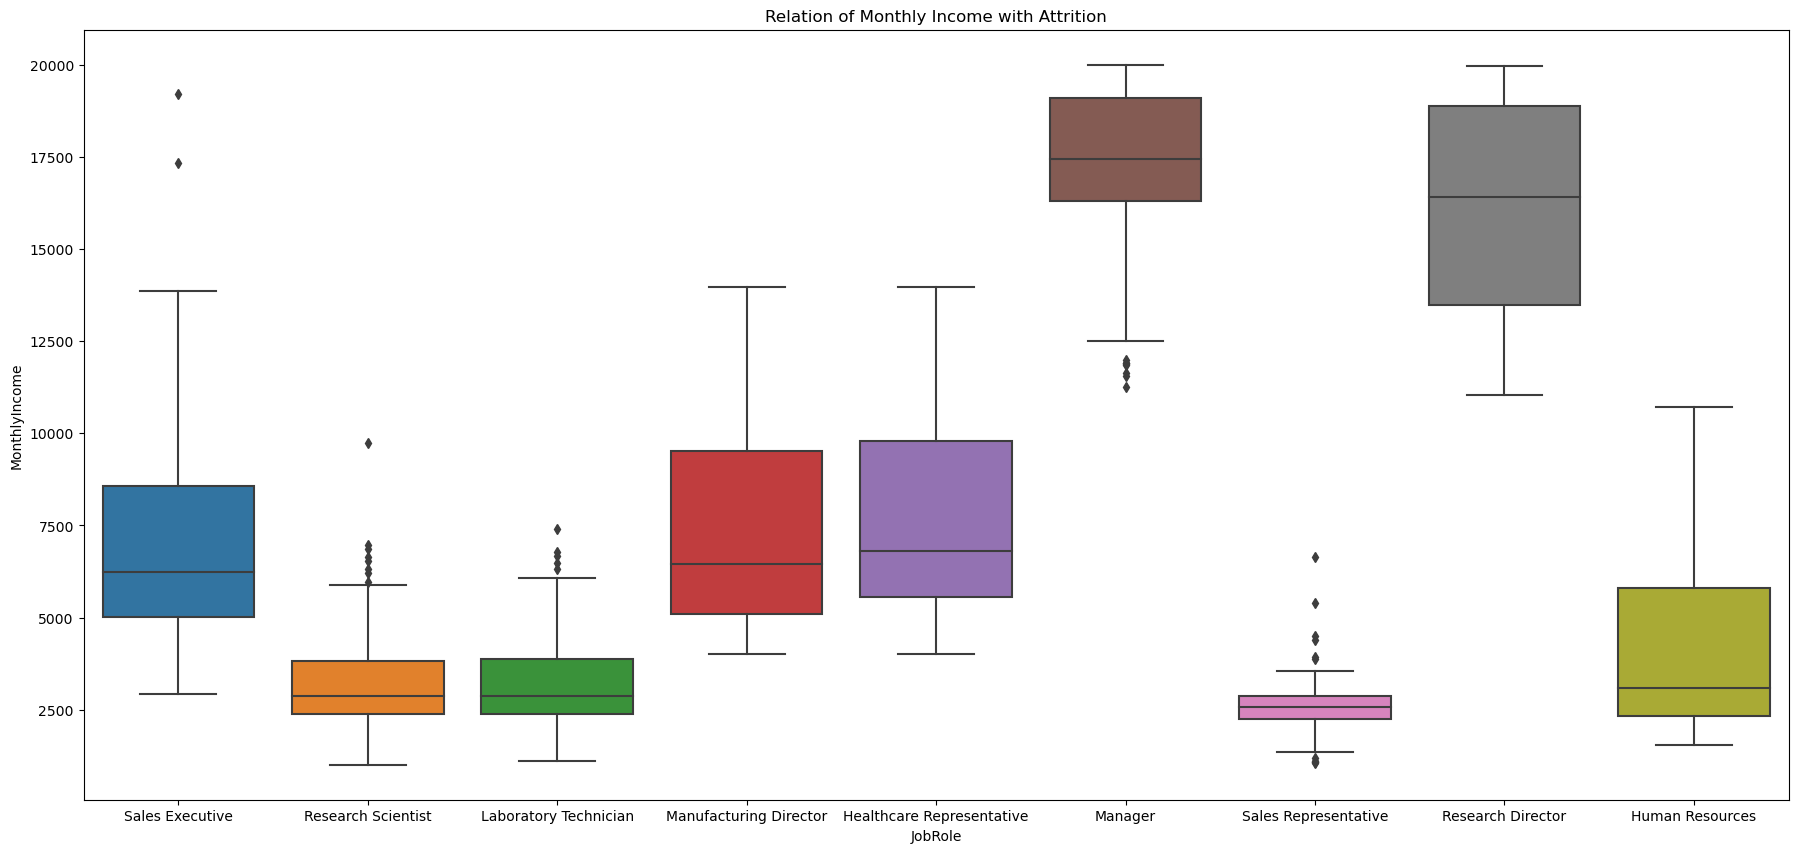 Relation of Monthly Income with Attrition
20000
17500
15000
12500
10000
7500
5000
2500
MonthlyIncome
Sales Executive
Research Scientist
Laboratory Technician
Manufacturing Director
Healthcare Representative
Manager
Sales Representative
Research Director
Human Resources
JobRole